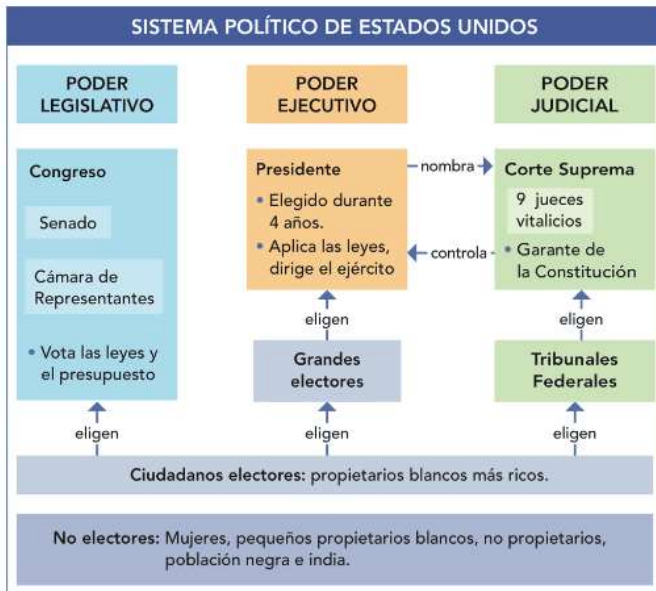 SISTEMA POLÍTICO DE ESTADOS UNIDOS
PODER
LEGISLATIVO
PODER
EJECUTIVO
PODER
JUDICIAL
Congreso
Senado
Cámara de
Representantes
• Vota las leyes y
el presupuesto
Presidente
• Elegido durante
4 años.
• Aplica las leyes,
dirige el ejército
nombra
controla
Corte Suprema
9 jueces
vitalicios
• Garante de
la Constitución
eligen
Grandes
electores
eligen
Tribunales
Federales
eligen
eligen
eligen
Ciudadanos electores: propietarios blancos más ricos.
No electores: Mujeres, pequeños propietarios blancos, no propietarios,
población negra e india.